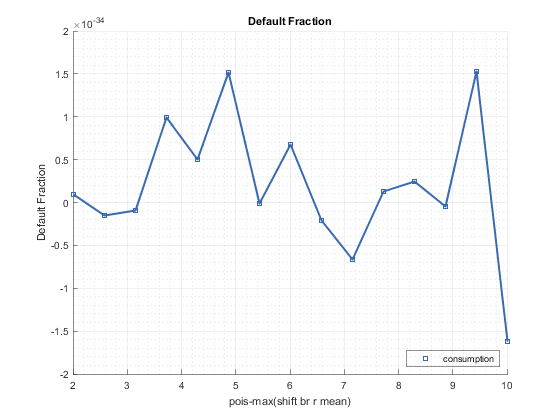 Default Fraction
×10-34
2
1.5
1
0.5
0
-0.5
-1
-1.5
-2
Default Fraction
2 3 4 5 6 7 8 9 10
pois-max(shift br r mean)
consumption